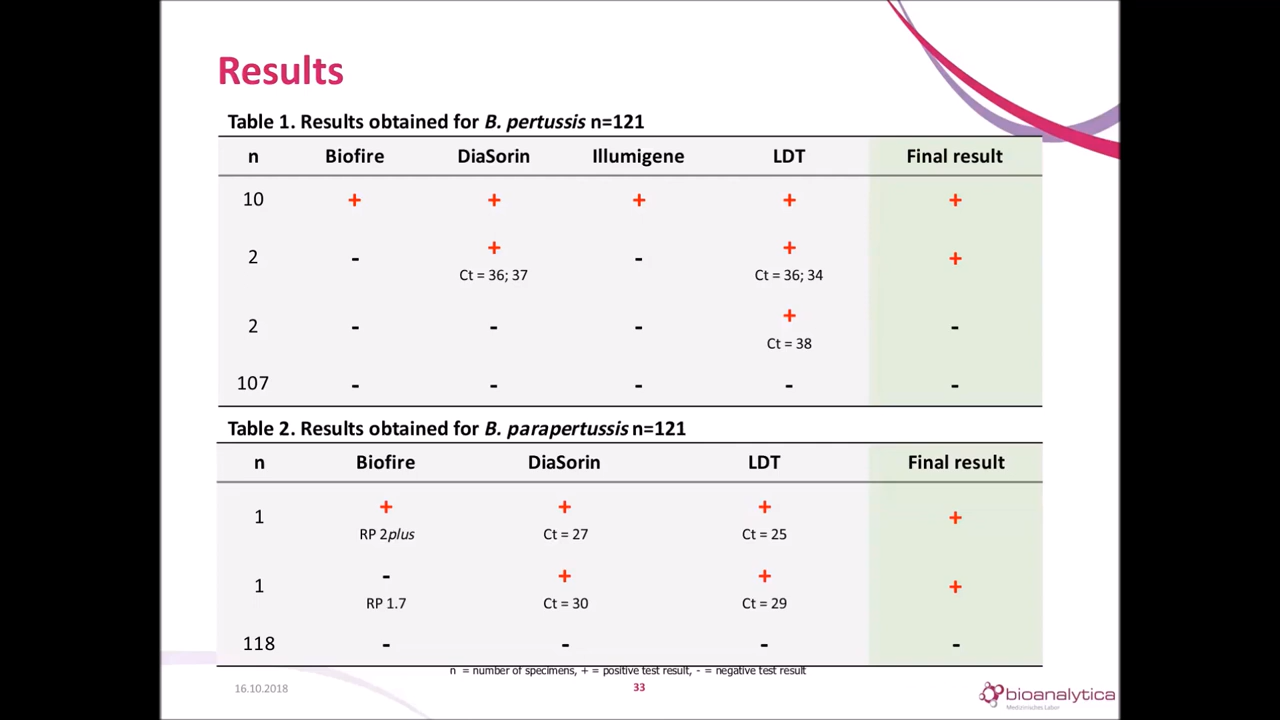 Results
Table 1. Results obtained for B. pertussis n=121
n Biofire DiaSorin Illumigene LDT Final result
10 + + + + +
2 - + - + +
Ct = 36; 37 Ct = 36; 34
2 - - - + -
Ct = 38
107 - - - - -
Table 2. Results obtained for B. parapertussis n=121
n Biofire DiaSorin LDT Final result
1 + + + +
RP 2plus Ct = 27 Ct = 25
1 - + + +
RP 1.7 Ct = 30 Ct = 29
118 - - - -
n = number of specimens, + = positive test result, - = negative test result
16.10.2018 33 bioanalytica
Medizinisches Labor